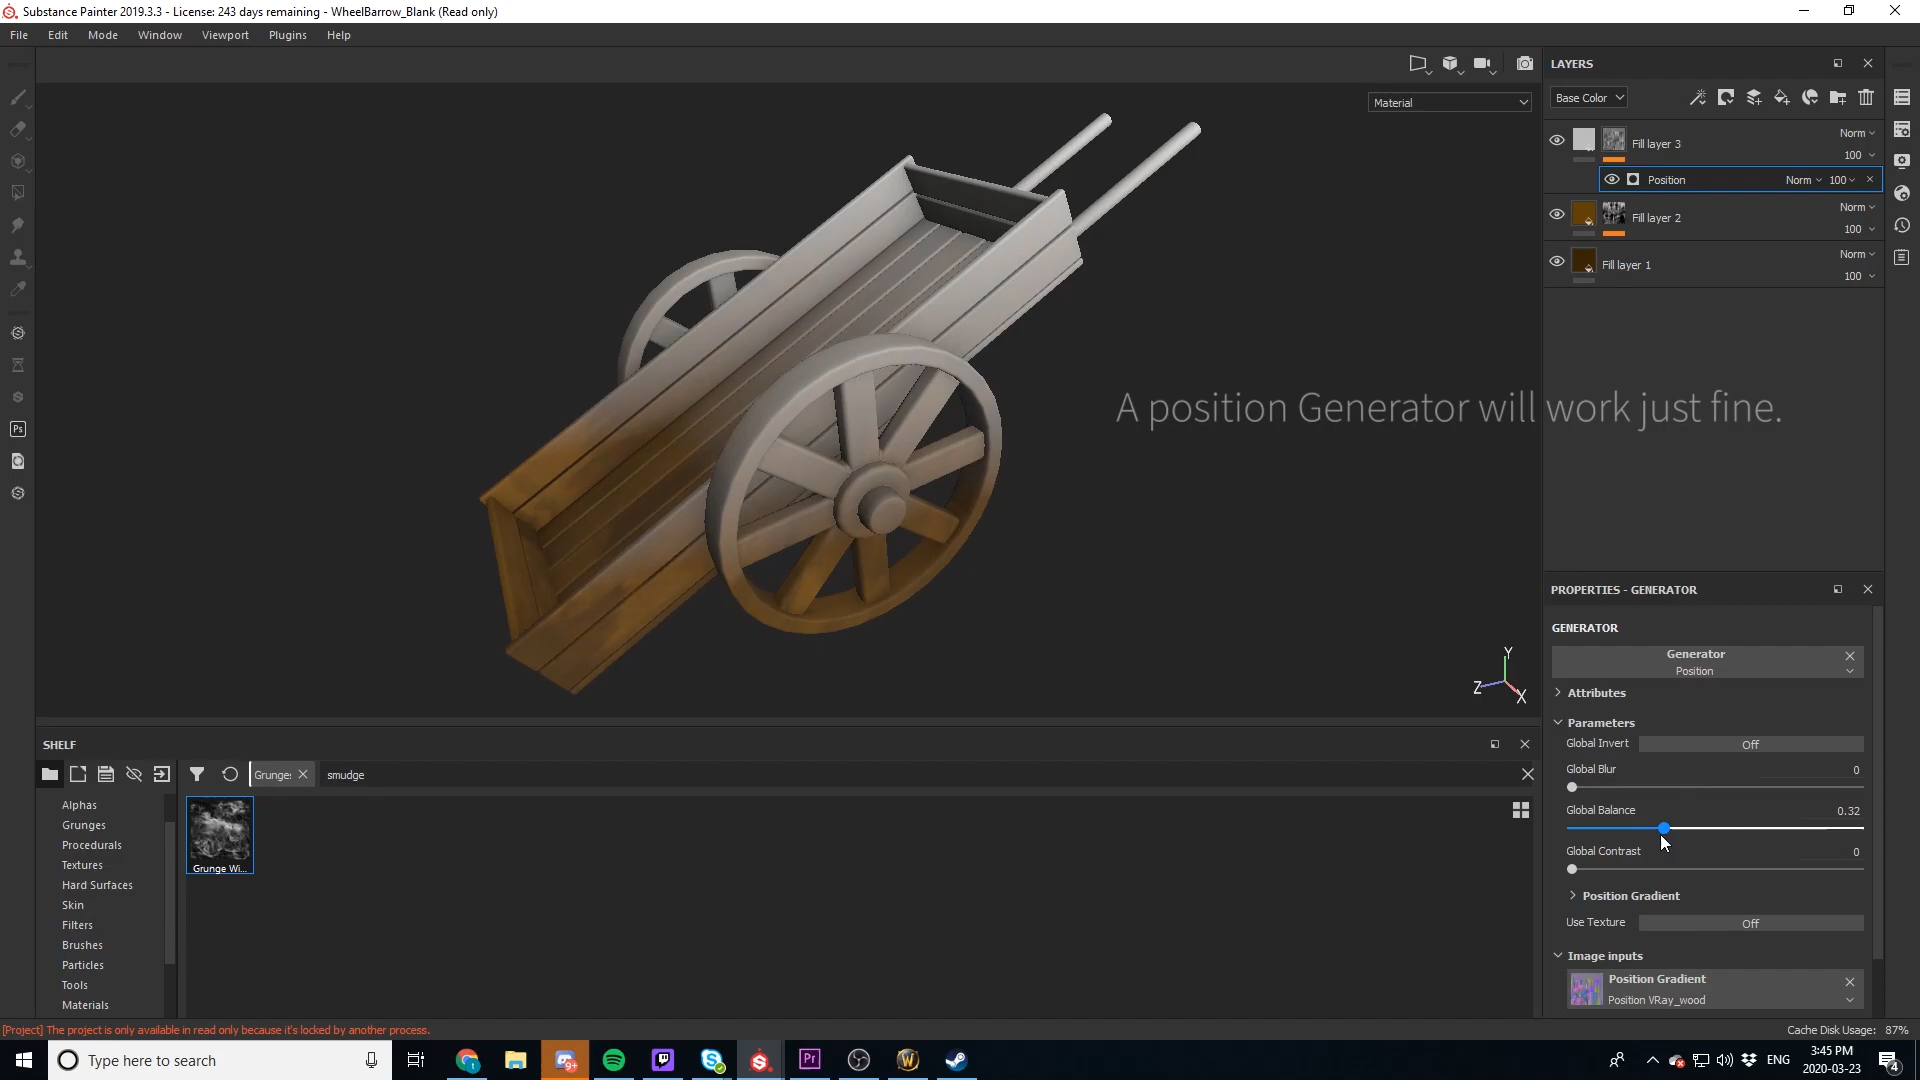 Substance Painter 2019.3.3 - License: 243 days remaining - WheelBarrow_Blank (Read only)
File Edit Mode Window Viewport Plugins Help
Material
LAYERS
Base Color
Norm
Fill layer 3
100
Position Norm 100
Norm
Fill layer 2
100
Norm
Fill layer 1
100
A position Generator will work just fine.
Y
Z
X
PROPERTIES - GENERATOR
GENERATOR
Generator
Position
Attributes
Parameters
Global Invert Off
Global Blur 0
Global Balance 0.32
Global Contrast 0
Position Gradient
Use Texture Off
Image inputs
Position Gradient
Position VRay_wood
SHELF
Grunge: smudge
Alphas
Grunges
Procedurals
Textures
Hard Surfaces
Skin
Filters
Brushes
Particles
Tools
Materials
Grunge Wi...
[Project] The project is only available in read only because it's locked by another process.
Cache Disk Usage: 87%
Type here to search
Ps
9+
Pr
W
ENG
3:45 PM
2020-03-23
4